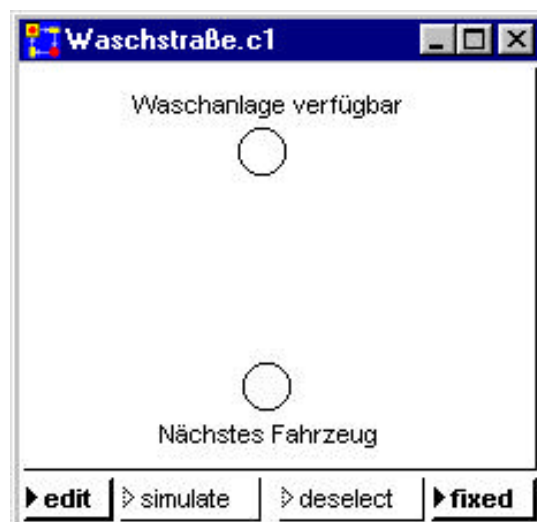 Waschstraße.c1
Waschanlage verfügbar
Nächstes Fahrzeug
edit simulate deselect fixed